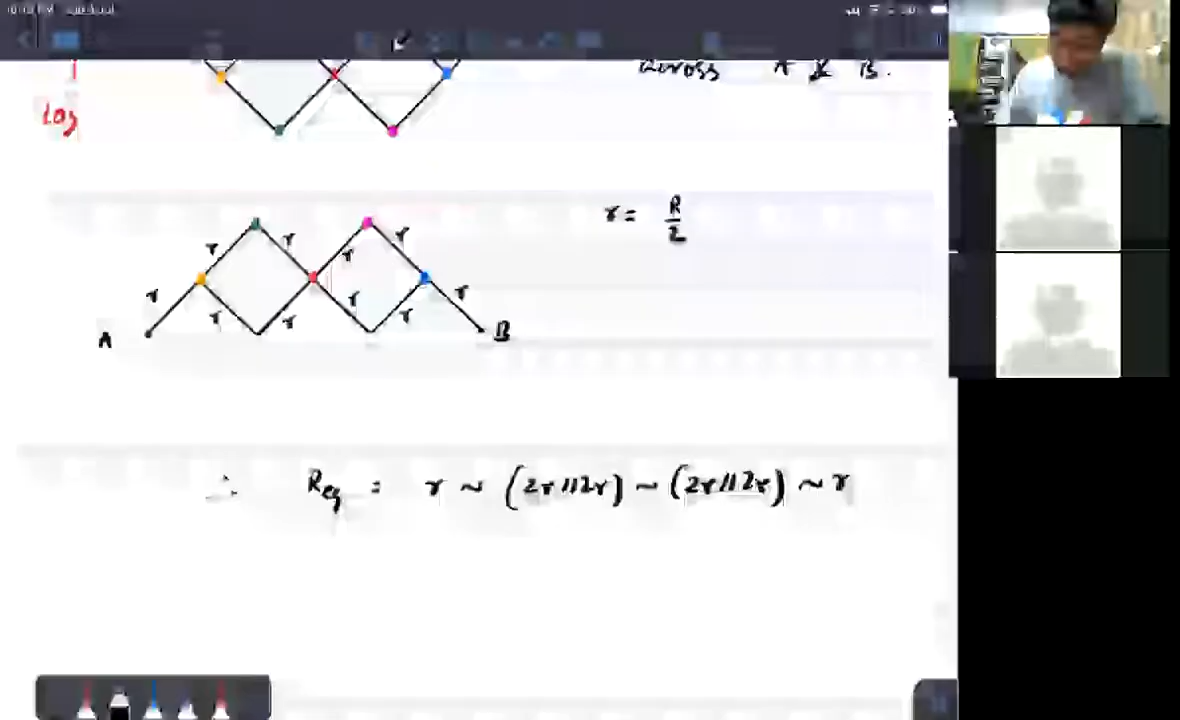 across A & B.
Log
r = R/2
r r r r
r r r r r r
A B
∴ Req = r ~ (2r||2r) ~ (2r||2r) ~ r